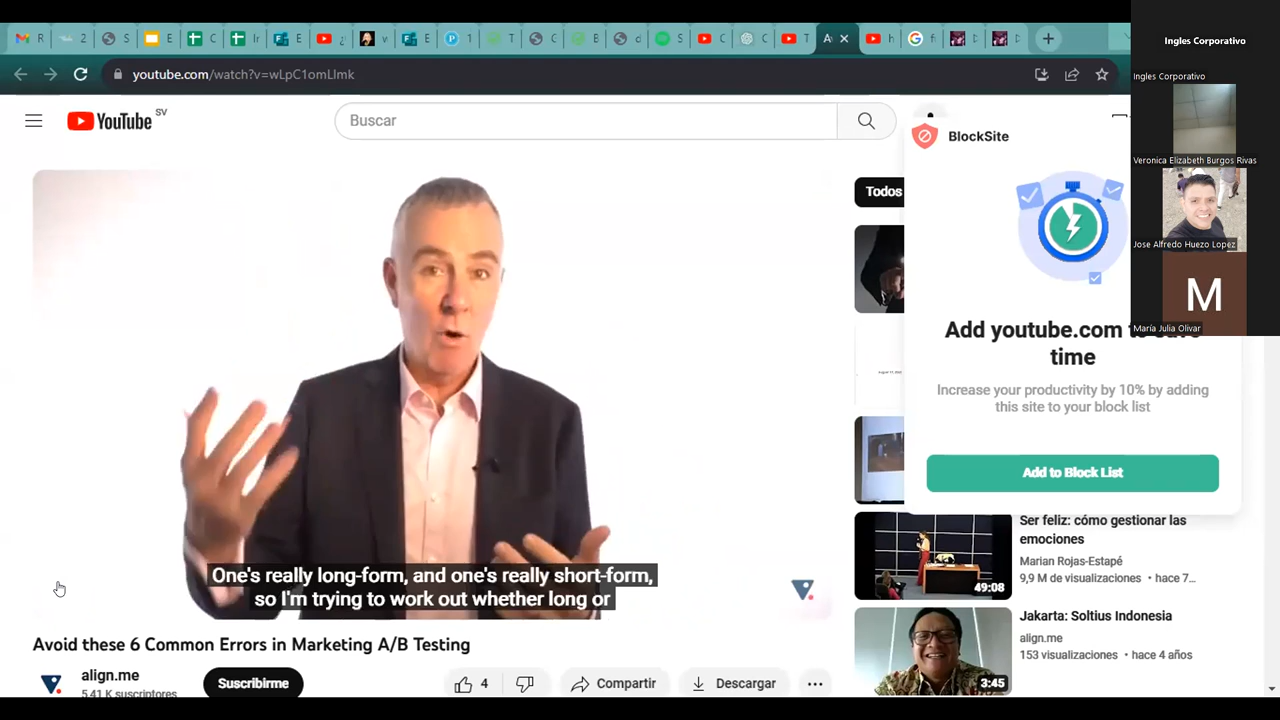 R
2
S
E
C
Ir
E
¿
v
E
1
T
C
B
d
S
C
C
T
A
h
f
D
D
youtube.com/watch?v=wLpC1omLlmk
YouTube SV
Buscar
BlockSite
Todos
Add youtube.com to save
time
Increase your productivity by 10% by adding
this site to your block list
Add to Block List
One's really long-form, and one's really short-form,
so I'm trying to work out whether long or
Avoid these 6 Common Errors in Marketing A/B Testing
align.me
5,41 K suscriptores
Suscribirme
4
Compartir
Descargar
49:08
Ser feliz: cómo gestionar las
emociones
Marian Rojas-Estapé
9,9 M de visualizaciones • hace 7...
3:45
Jakarta: Soltius Indonesia
align.me
153 visualizaciones • hace 4 años
Ingles Corporativo
Ingles Corporativo
Veronica Elizabeth Burgos Rivas
Jose Alfredo Huezo Lopez
M
María Julia Olivar